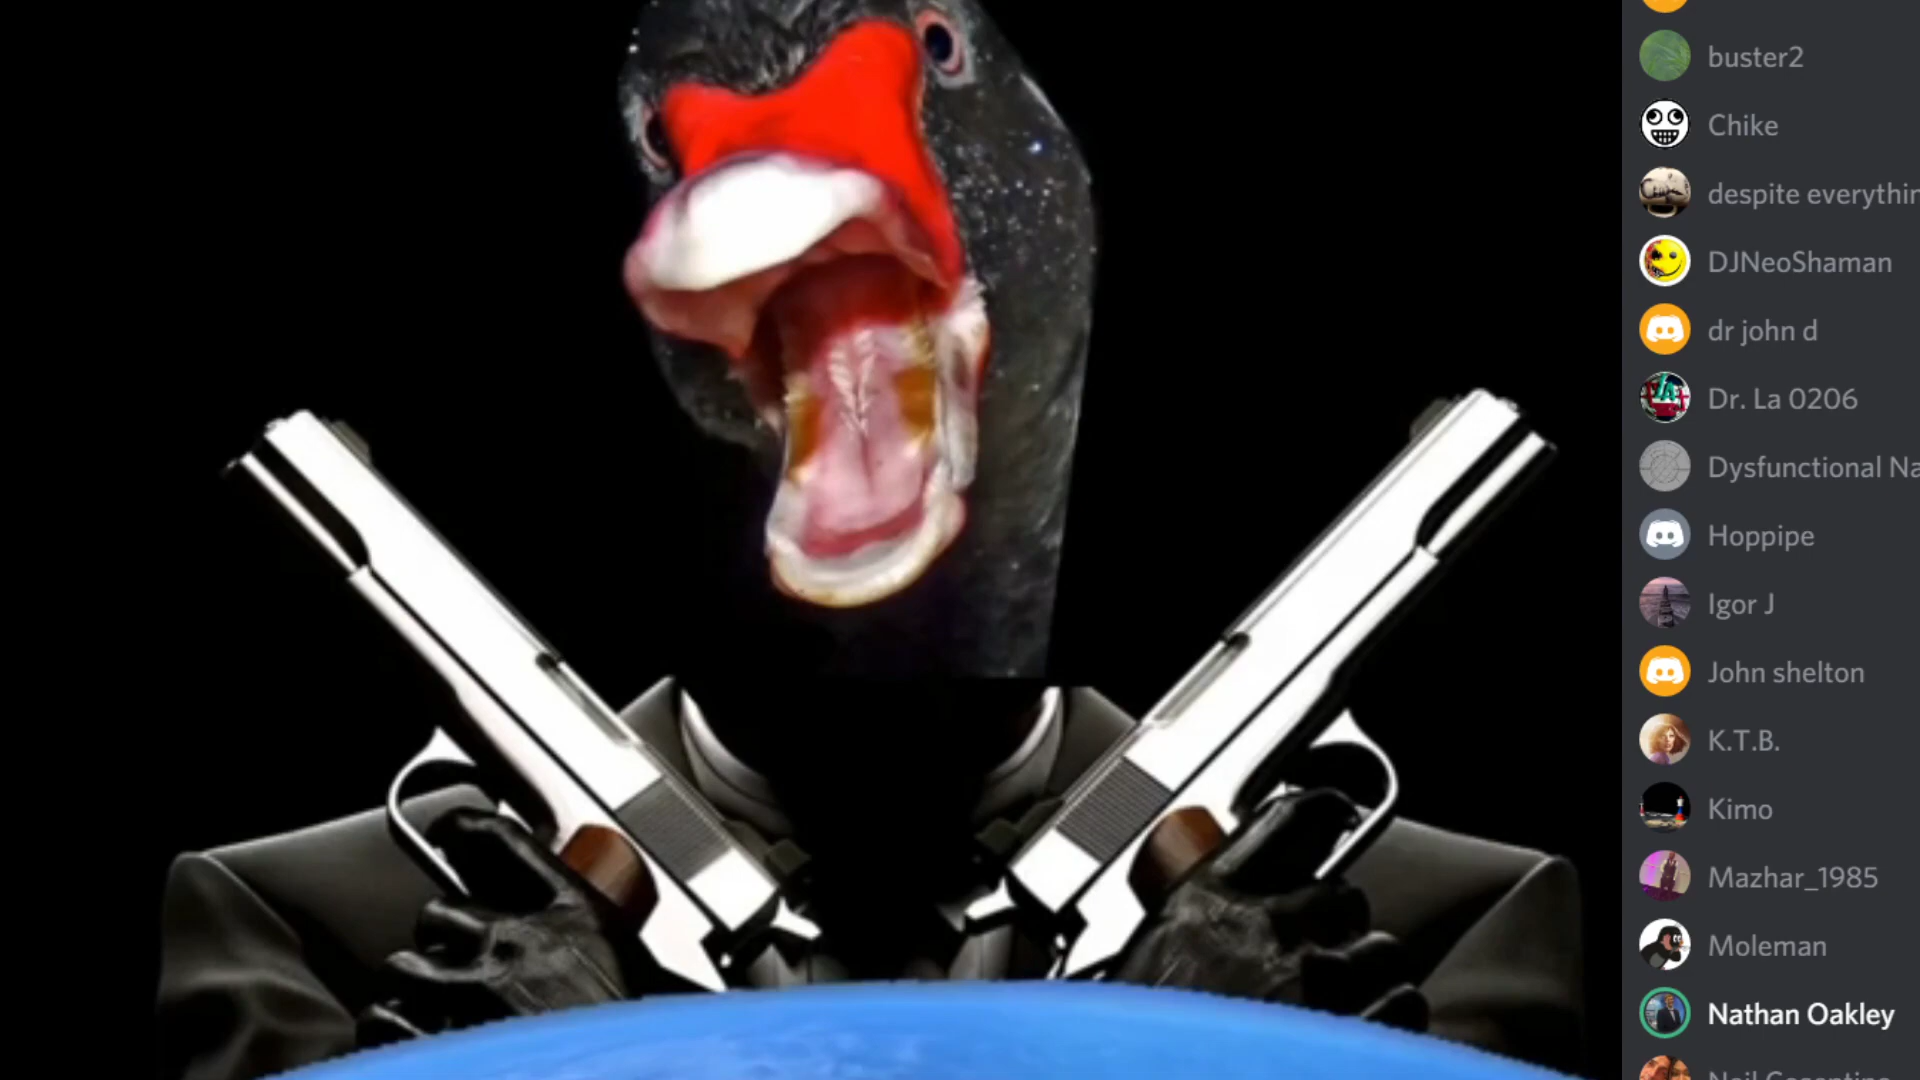 buster2
Chike
despite everythin
DJNeoShaman
dr john d
Dr. La 0206
Dysfunctional Na
Hoppipe
Igor J
John shelton
K.T.B.
Kimo
Mazhar_1985
Moleman
Nathan Oakley